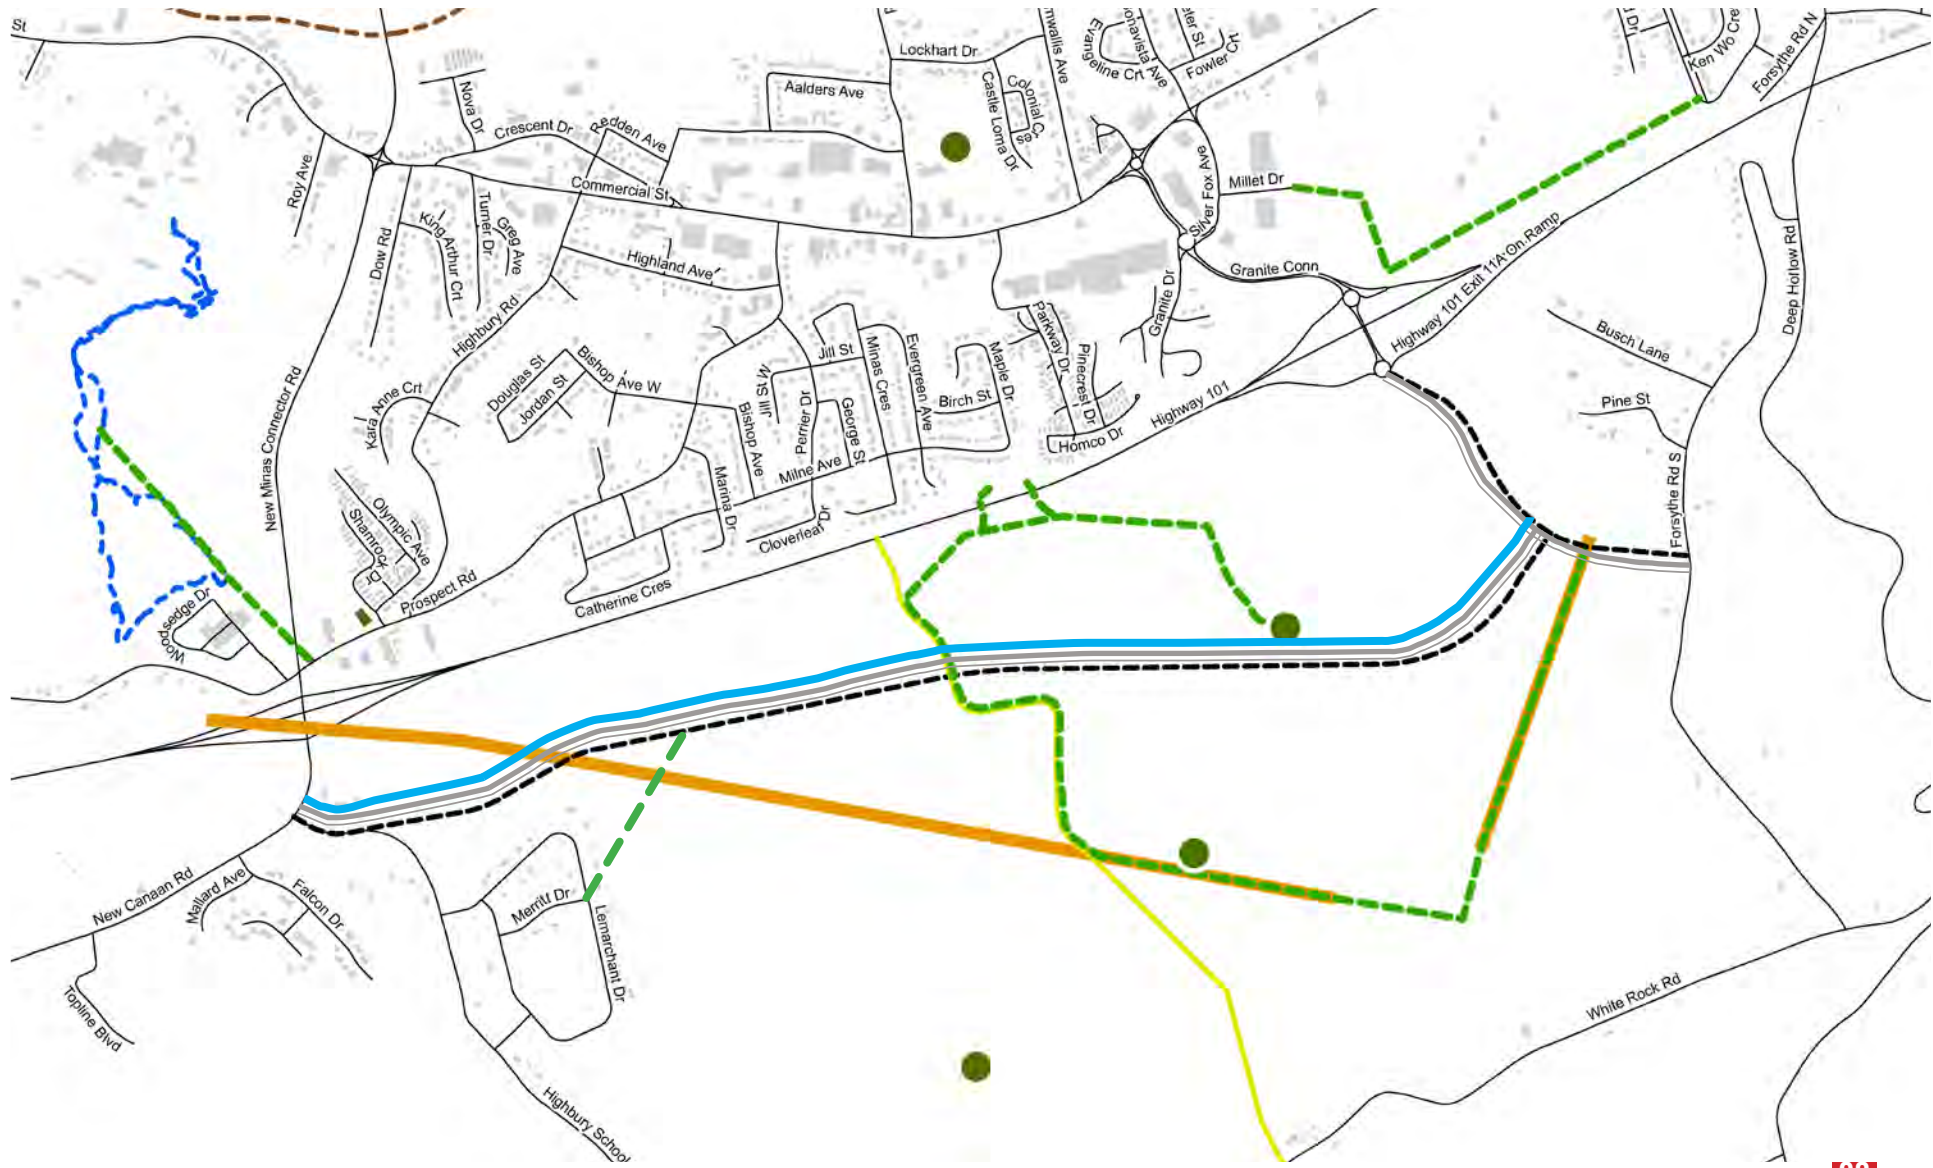 St
Lockhart Dr
Evangeline Crt
Fowler Crt
Ken Wo Cre
Forsythe Rd N
Nova Dr
Aalders Ave
Castle Loma Dr
Colonial Cres
Crescent Dr
Redden Ave
Roy Ave
Commercial St
Silver Fox Ave
Millet Dr
King Arthur Crt
Turner Dr
Greg Ave
Dow Rd
Highland Ave
Granite Conn
Highway 101 Exit 11A On Ramp
Deep Hollow Rd
Granite Dr
Highbury Rd
Parkway Dr
Busch Lane
Douglas St
Bishop Ave W
Jill St
Minas Cres
Evergreen Ave
Maple Dr
Pinecrest Dr
Jordan St
Jill St W
Kara Anne Crt
Birch St
Highway 101
Pine St
New Minas Connector Rd
Bishop Ave
Perrier Dr
George St
Homco Dr
Milne Ave
Marina Dr
Forsythe Rd S
Olympic Ave
Shamrock Dr
Cloverleaf Dr
Prospect Rd
Catherine Cres
Woodsedge Dr
New Canaan Rd
Mallard Ave
Falcon Dr
Merritt Dr
Lemarchant Dr
White Rock Rd
Topline Blvd
Highbury School